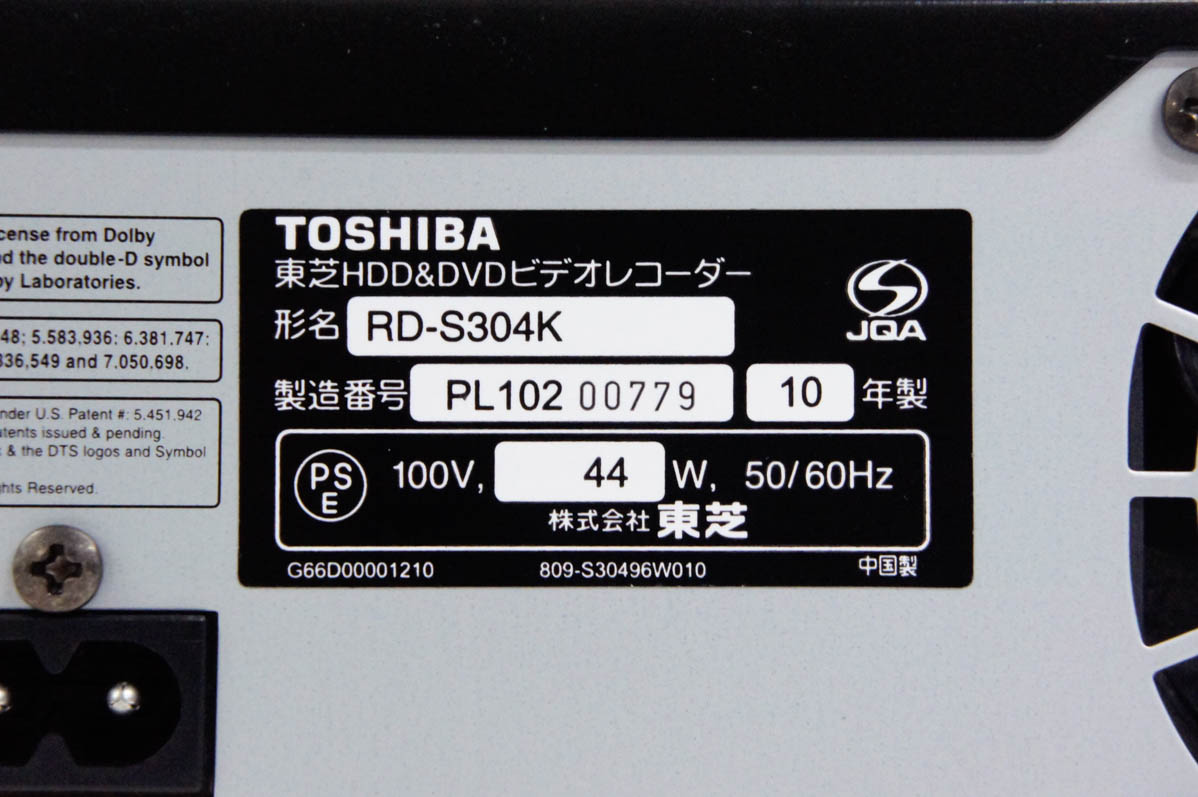 cense from Dolby
d the double-D symbol
by Laboratories.
48; 5.583.936: 6.381.747:
336,549 and 7.050.698.
nder U.S. Patent #: 5.451.942
tents issued & pending.
& the DTS logos and Symbol
hts Reserved.
TOSHIBA
東芝HDD&DVDビデオレコーダー
形名 RD-S304K
JQA
製造番号 PL102 00779 10 年製
PSE 100V, 44 W, 50/60Hz
株式会社 東芝
G66D00001210 809-S30496W010 中国製